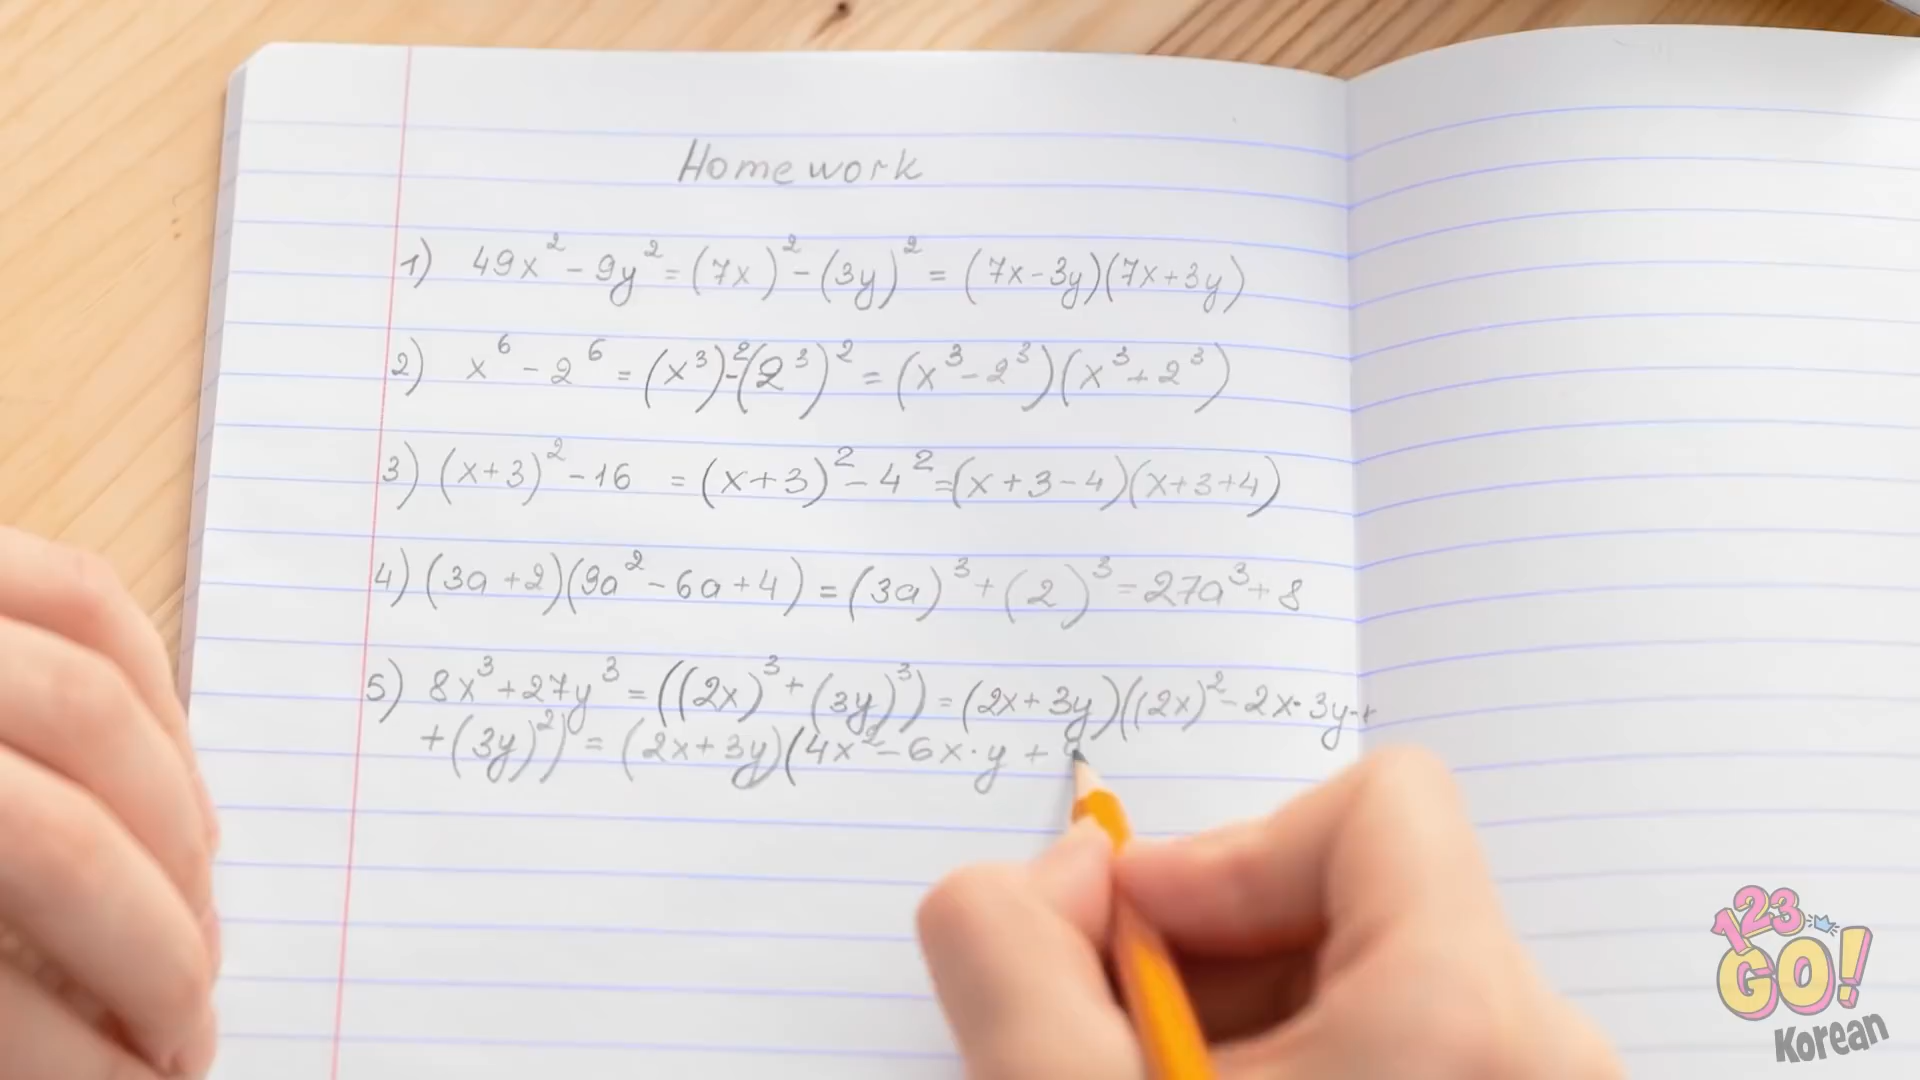 Homework
1) 49x² - 9y² = (7x)² - (3y)² = (7x - 3y)(7x + 3y)
2) x⁶ - 2⁶ = (x³)² - (2³)² = (x³ - 2³)(x³ + 2³)
3) (x + 3)² - 16 = (x + 3)² - 4² = (x + 3 - 4)(x + 3 + 4)
4) (3a + 2)(9a² - 6a + 4) = (3a)³ + (2)³ = 27a³ + 8
5) 8x³ + 27y³ = ((2x)³ + (3y)³) = (2x + 3y)((2x)² - 2x · 3y +
+ (3y)²) = (2x + 3y)(4x² - 6x · y +
123
GO!
Korean